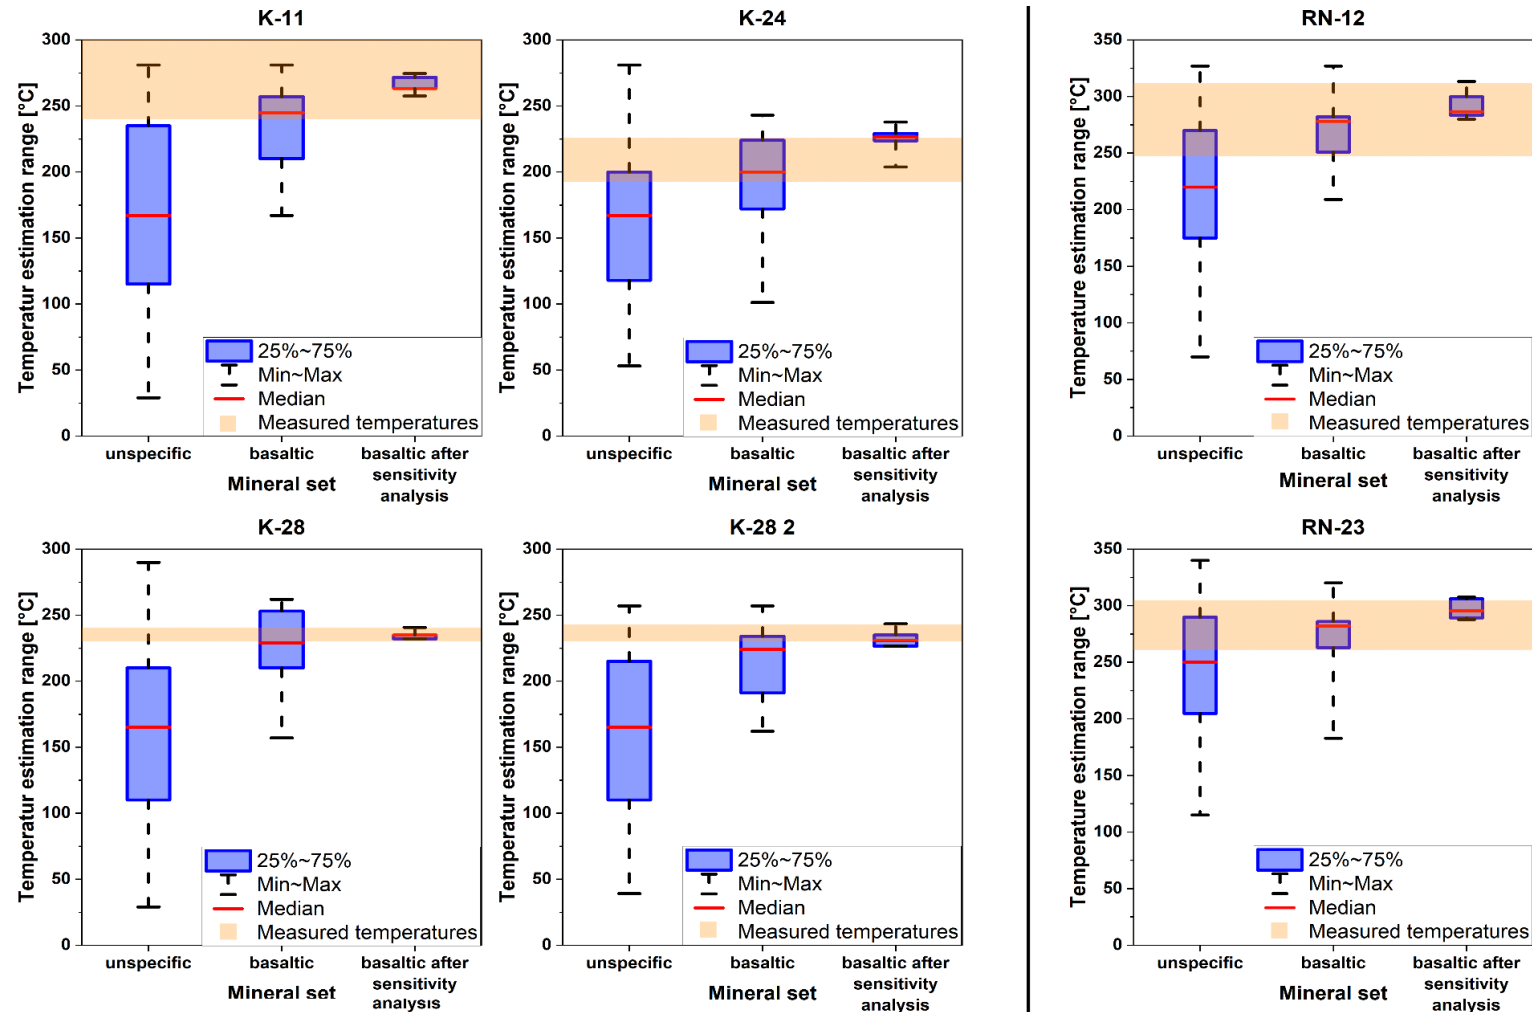 K-11
Temperatur estimation range [°C]
300
250
200
150
100
50
0
25%~75%
Min~Max
Median
Measured temperatures
unspecific
basaltic
basaltic after
sensitivity
analysis
Mineral set
K-24
Temperatur estimation range [°C]
300
250
200
150
100
50
0
25%~75%
Min~Max
Median
Measured temperatures
unspecific
basaltic
basaltic after
sensitivity
analysis
Mineral set
RN-12
Temperature estimation range [°C]
350
300
250
200
150
100
50
0
25%~75%
Min~Max
Median
Measured temperatures
unspecific
basaltic
basaltic after
sensitivity
analysis
Mineral set
K-28
Temperatur estimation range [°C]
300
250
200
150
100
50
0
25%~75%
Min~Max
Median
Measured temperatures
unspecific
basaltic
basaltic after
sensitivity
analysis
Mineral set
K-28 2
Temperatur estimation range [°C]
300
250
200
150
100
50
0
25%~75%
Min~Max
Median
Measured temperatures
unspecific
basaltic
basaltic after
sensitivity
analysis
Mineral set
RN-23
Temperature estimation range [°C]
350
300
250
200
150
100
50
0
25%~75%
Min~Max
Median
Measured temperatures
unspecific
basaltic
basaltic after
sensitivity
analysis
Mineral set